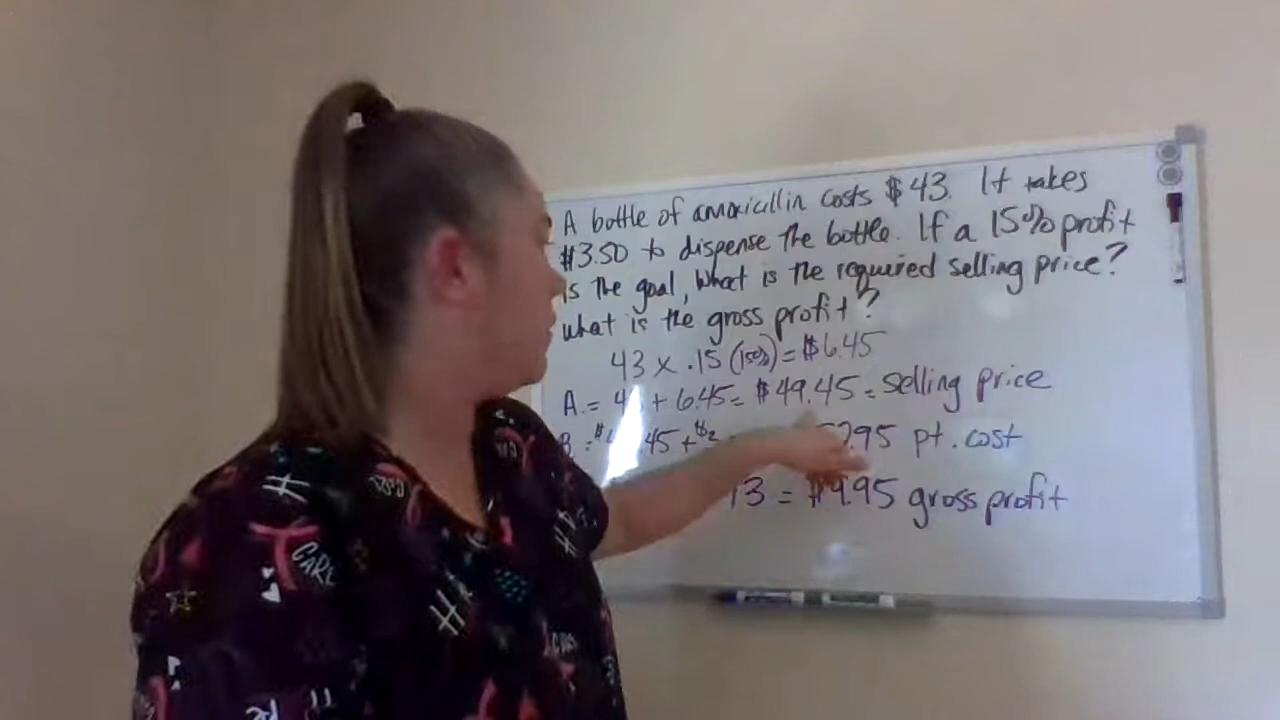 A bottle of amoxicillin costs $43. It takes
$3.50 to dispense the bottle. If a 15% profit
is the goal, what is the required selling price?
what is the gross profit?
43 x .15 (15%) = $6.45
A. = 4 + 6.45 = $49.45 = selling price
B. = $ .45 + $ 2.95 pt. cost
13 = $9.95 gross profit
CARE